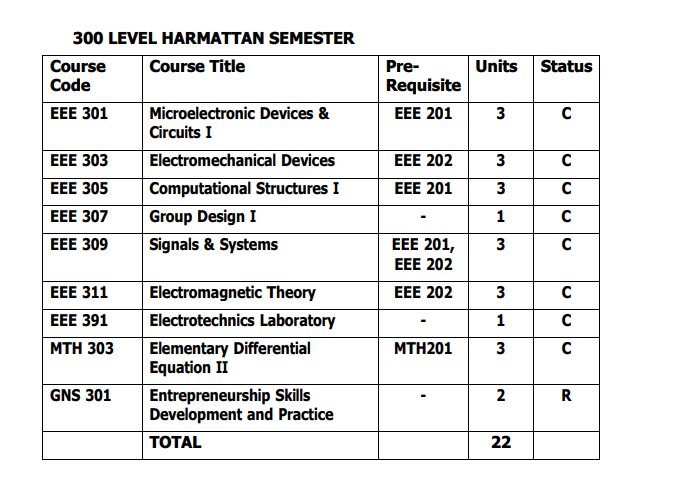 300 LEVEL HARMATTAN SEMESTER
Course Code Course Title Pre-Requisite Units Status
EEE 301 Microelectronic Devices & Circuits I EEE 201 3 C
EEE 303 Electromechanical Devices EEE 202 3 C
EEE 305 Computational Structures I EEE 201 3 C
EEE 307 Group Design I - 1 C
EEE 309 Signals & Systems EEE 201, EEE 202 3 C
EEE 311 Electromagnetic Theory EEE 202 3 C
EEE 391 Electrotechnics Laboratory - 1 C
MTH 303 Elementary Differential Equation II MTH201 3 C
GNS 301 Entrepreneurship Skills Development and Practice - 2 R
TOTAL 22